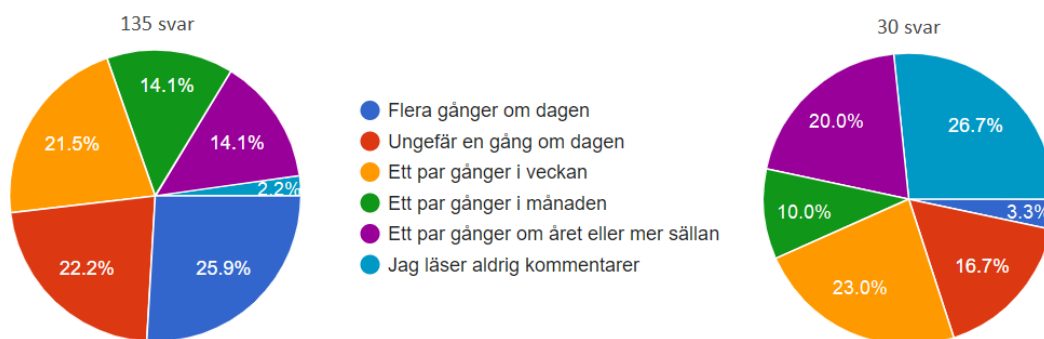 135 svar
14.1%
14.1%
21.5%
2.2%
22.2%
25.9%
Flera gånger om dagen
Ungefär en gång om dagen
Ett par gånger i veckan
Ett par gånger i månaden
Ett par gånger om året eller mer sällan
Jag läser aldrig kommentarer
30 svar
20.0%
26.7%
10.0%
3.3%
16.7%
23.0%